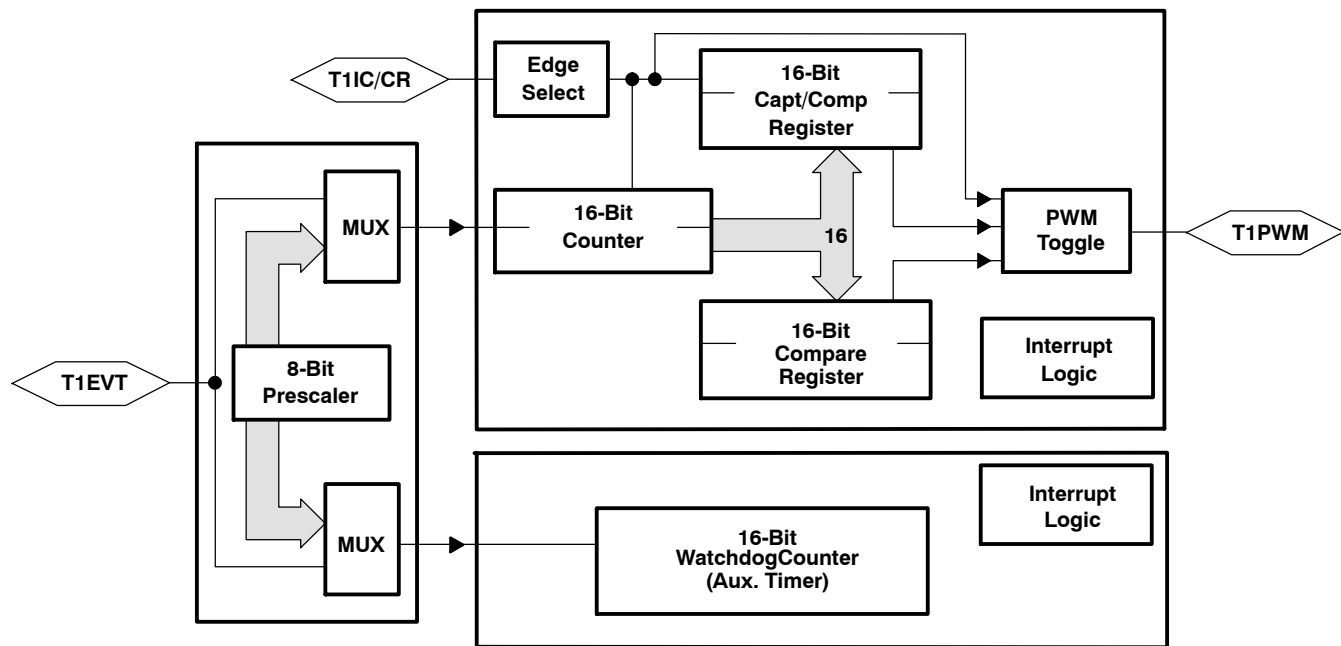 T1IC/CR
Edge
Select
16-Bit
Capt/Comp
Register
MUX
16-Bit
Counter
16
PWM
Toggle
T1PWM
16-Bit
Compare
Register
Interrupt
Logic
T1EVT
8-Bit
Prescaler
MUX
16-Bit
WatchdogCounter
(Aux. Timer)
Interrupt
Logic